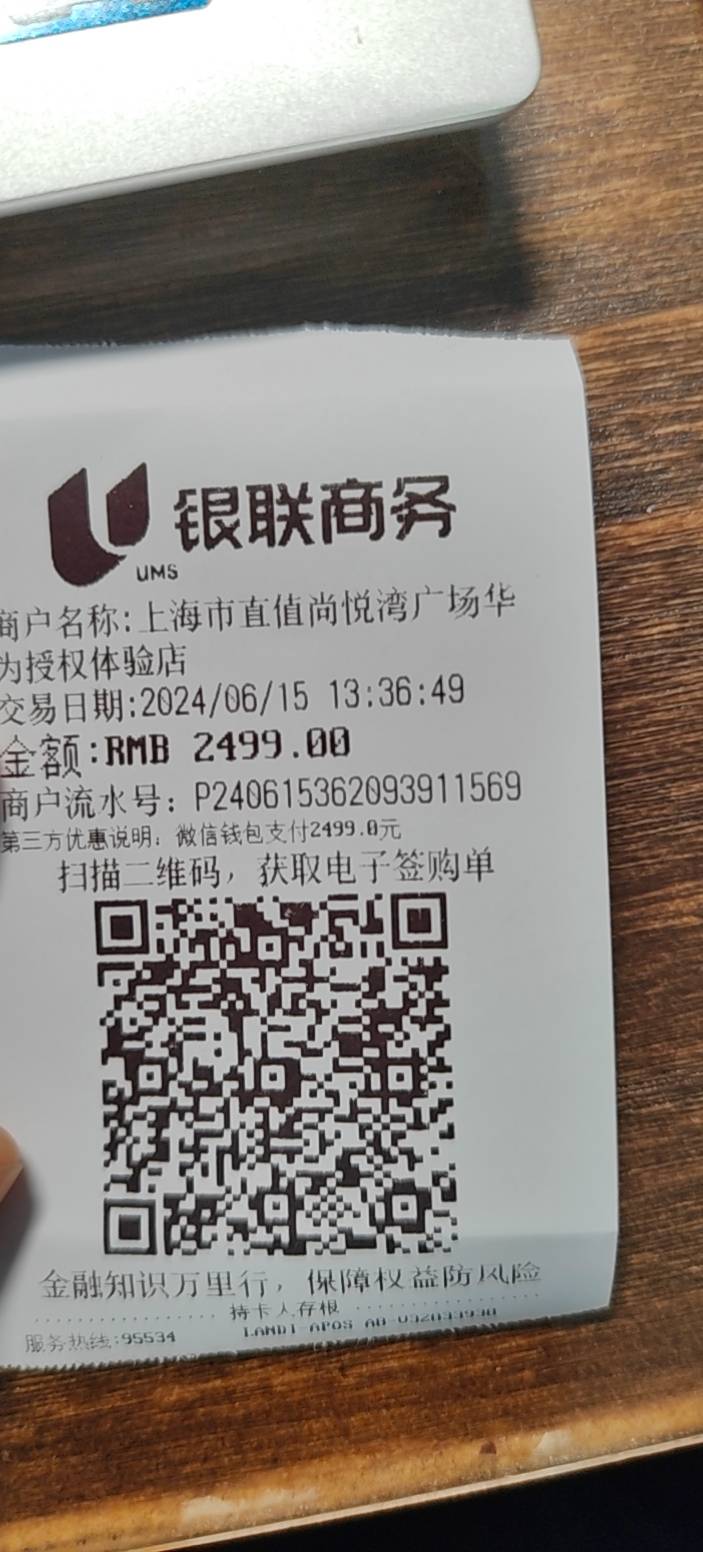 银联商务
UMS
商户名称:上海市直值尚悦湾广场华
为授权体验店
交易日期:2024/06/15 13:36:49
金额:RMB 2499.00
商户流水号: P240615362093911569
第三方优惠说明: 微信钱包支付2499.0元
扫描二维码，获取电子签购单
金融知识万里行，保障权益防风险
持卡人存根
服务热线:95534 LANDI-APOS